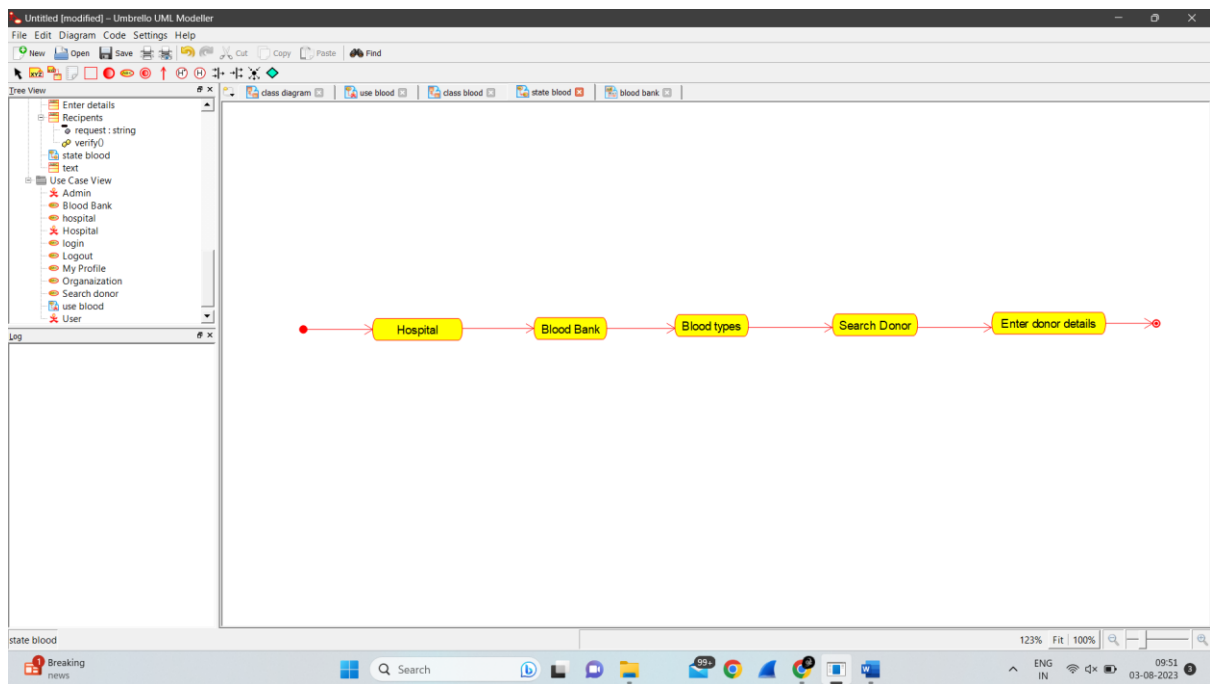 Untitled [modified] – Umbrello UML Modeller
File Edit Diagram Code Settings Help
New Open Save Cut Copy Paste Find
Tree View
class diagram use blood class blood state blood blood bank
Enter details
Recipents
request : string
verify()
state blood
text
Use Case View
Admin
Blood Bank
hospital
Hospital
login
Logout
My Profile
Organaization
Search donor
use blood
User
Log
Hospital Blood Bank Blood types Search Donor Enter donor details
state blood
123% Fit 100%
1 Breaking
news
Search
99+
ENG
IN
09:51
03-08-2023
3